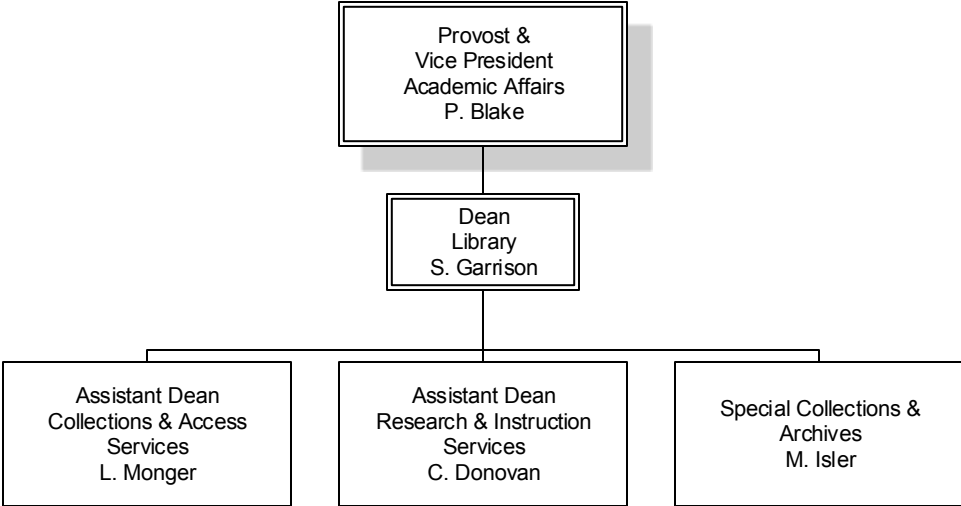 Provost &
Vice President
Academic Affairs
P. Blake
Dean
Library
S. Garrison
Assistant Dean
Collections & Access
Services
L. Monger
Assistant Dean
Research & Instruction
Services
C. Donovan
Special Collections &
Archives
M. Isler